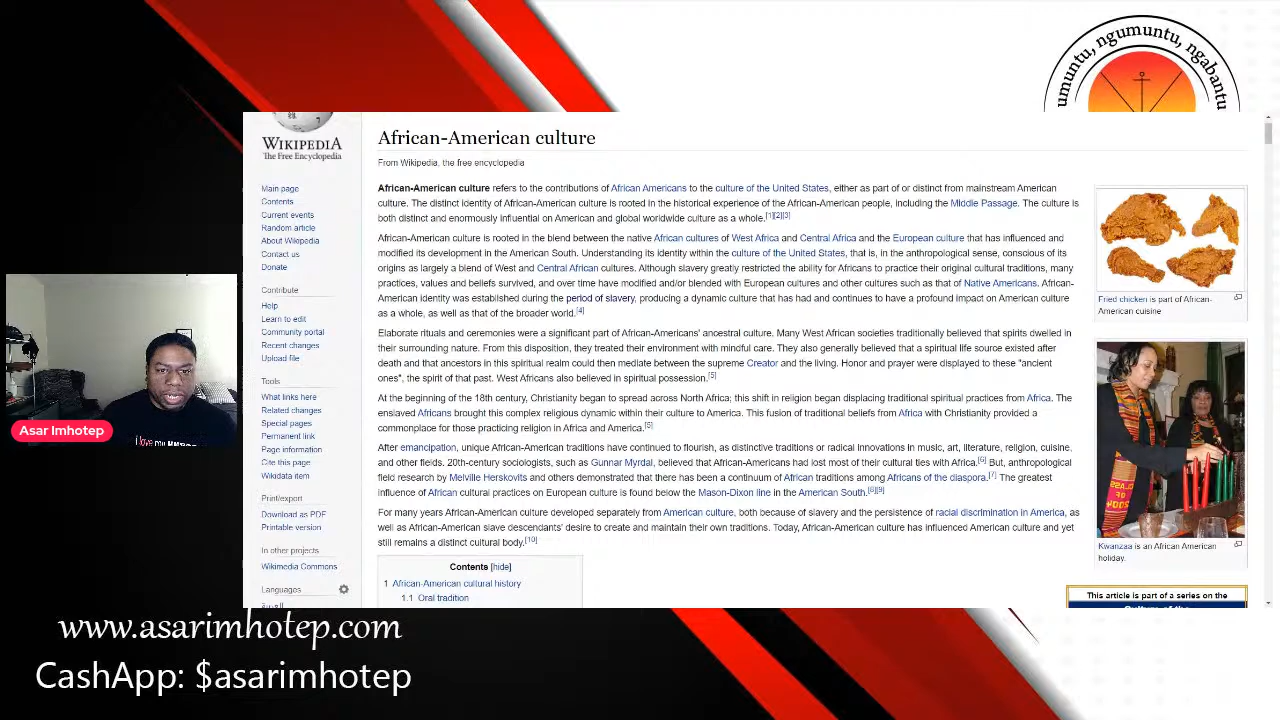 umuntu, ngumuntu, ngabantu
WIKIPEDIA
The Free Encyclopedia
Main page
Contents
Current events
Random article
About Wikipedia
Contact us
Donate
Contribute
Help
Learn to edit
Community portal
Recent changes
Upload file
Tools
What links here
Related changes
Special pages
Permanent link
Page information
Cite this page
Wikidata item
Print/export
Download as PDF
Printable version
In other projects
Wikimedia Commons
Languages
African-American culture
From Wikipedia, the free encyclopedia
African-American culture refers to the contributions of African Americans to the culture of the United States, either as part of or distinct from mainstream American
culture. The distinct identity of African-American culture is rooted in the historical experience of the African-American people, including the Middle Passage. The culture is
both distinct and enormously influential on American and global worldwide culture as a whole.[1][2][3]
African-American culture is rooted in the blend between the native African cultures of West Africa and Central Africa and the European culture that has influenced and
modified its development in the American South. Understanding its identity within the culture of the United States, that is, in the anthropological sense, conscious of its
origins as largely a blend of West and Central African cultures. Although slavery greatly restricted the ability for Africans to practice their original cultural traditions, many
practices, values and beliefs survived, and over time have modified and/or blended with European cultures and other cultures such as that of Native Americans. African-
American identity was established during the period of slavery, producing a dynamic culture that has had and continues to have a profound impact on American culture
as a whole, as well as that of the broader world.[4]
Elaborate rituals and ceremonies were a significant part of African-Americans' ancestral culture. Many West African societies traditionally believed that spirits dwelled in
their surrounding nature. From this disposition, they treated their environment with mindful care. They also generally believed that a spiritual life source existed after
death and that ancestors in this spiritual realm could then mediate between the supreme Creator and the living. Honor and prayer were displayed to these "ancient
ones", the spirit of that past. West Africans also believed in spiritual possession.[5]
At the beginning of the 18th century, Christianity began to spread across North Africa; this shift in religion began displacing traditional spiritual practices from Africa. The
enslaved Africans brought this complex religious dynamic within their culture to America. This fusion of traditional beliefs from Africa with Christianity provided a
commonplace for those practicing religion in Africa and America.[5]
After emancipation, unique African-American traditions have continued to flourish, as distinctive traditions or radical innovations in music, art, literature, religion, cuisine,
and other fields. 20th-century sociologists, such as Gunnar Myrdal, believed that African-Americans had lost most of their cultural ties with Africa.[6] But, anthropological
field research by Melville Herskovits and others demonstrated that there has been a continuum of African traditions among Africans of the diaspora.[7] The greatest
influence of African cultural practices on European culture is found below the Mason-Dixon line in the American South.[8][9]
For many years African-American culture developed separately from American culture, both because of slavery and the persistence of racial discrimination in America, as
well as African-American slave descendants' desire to create and maintain their own traditions. Today, African-American culture has influenced American culture and yet
still remains a distinct cultural body.[10]
Contents [hide]
1 African-American cultural history
1.1 Oral tradition
Fried chicken is part of African-
American cuisine
CLASS
OF
2004
Kwanzaa is an African American
holiday.
This article is part of a series on the
Culture of the
Asar Imhotep
I love my
www.asarimhotep.com
CashApp: $asarimhotep